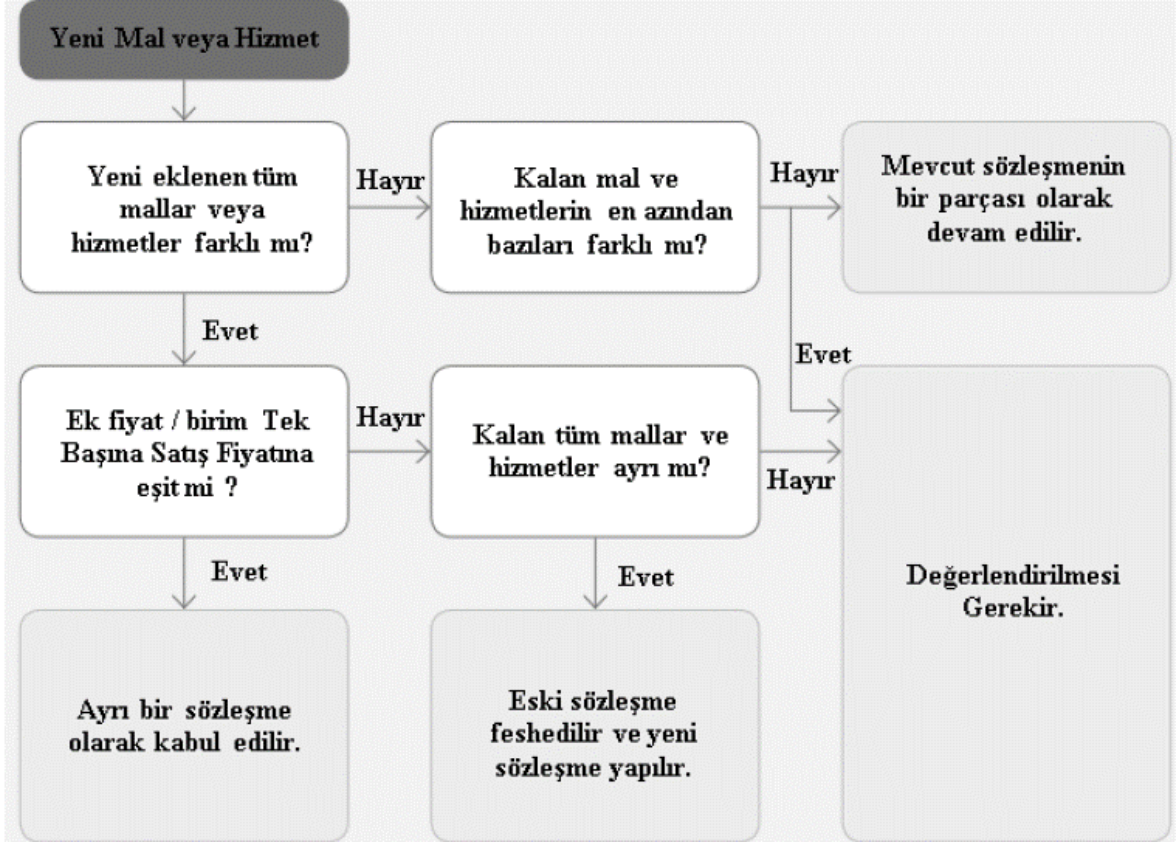 Yeni Mal veya Hizmet
Yeni eklenen tüm
mallar veya
hizmetler farklı mı?
Hayır
Kalan mal ve
hizmetlerin en azından
bazıları farklı mı?
Hayır
Mevcut sözleşmenin
bir parçası olarak
devam edilir.
Evet
Evet
Ek fiyat / birim Tek
Başına Satış Fiyatına
eşit mi ?
Hayır
Kalan tüm mallar ve
hizmetler ayrı mı?
Hayır
Değerlendirilmesi
Gerekir.
Evet
Evet
Ayrı bir sözleşme
olarak kabul edilir.
Eski sözleşme
feshedilir ve yeni
sözleşme yapılır.